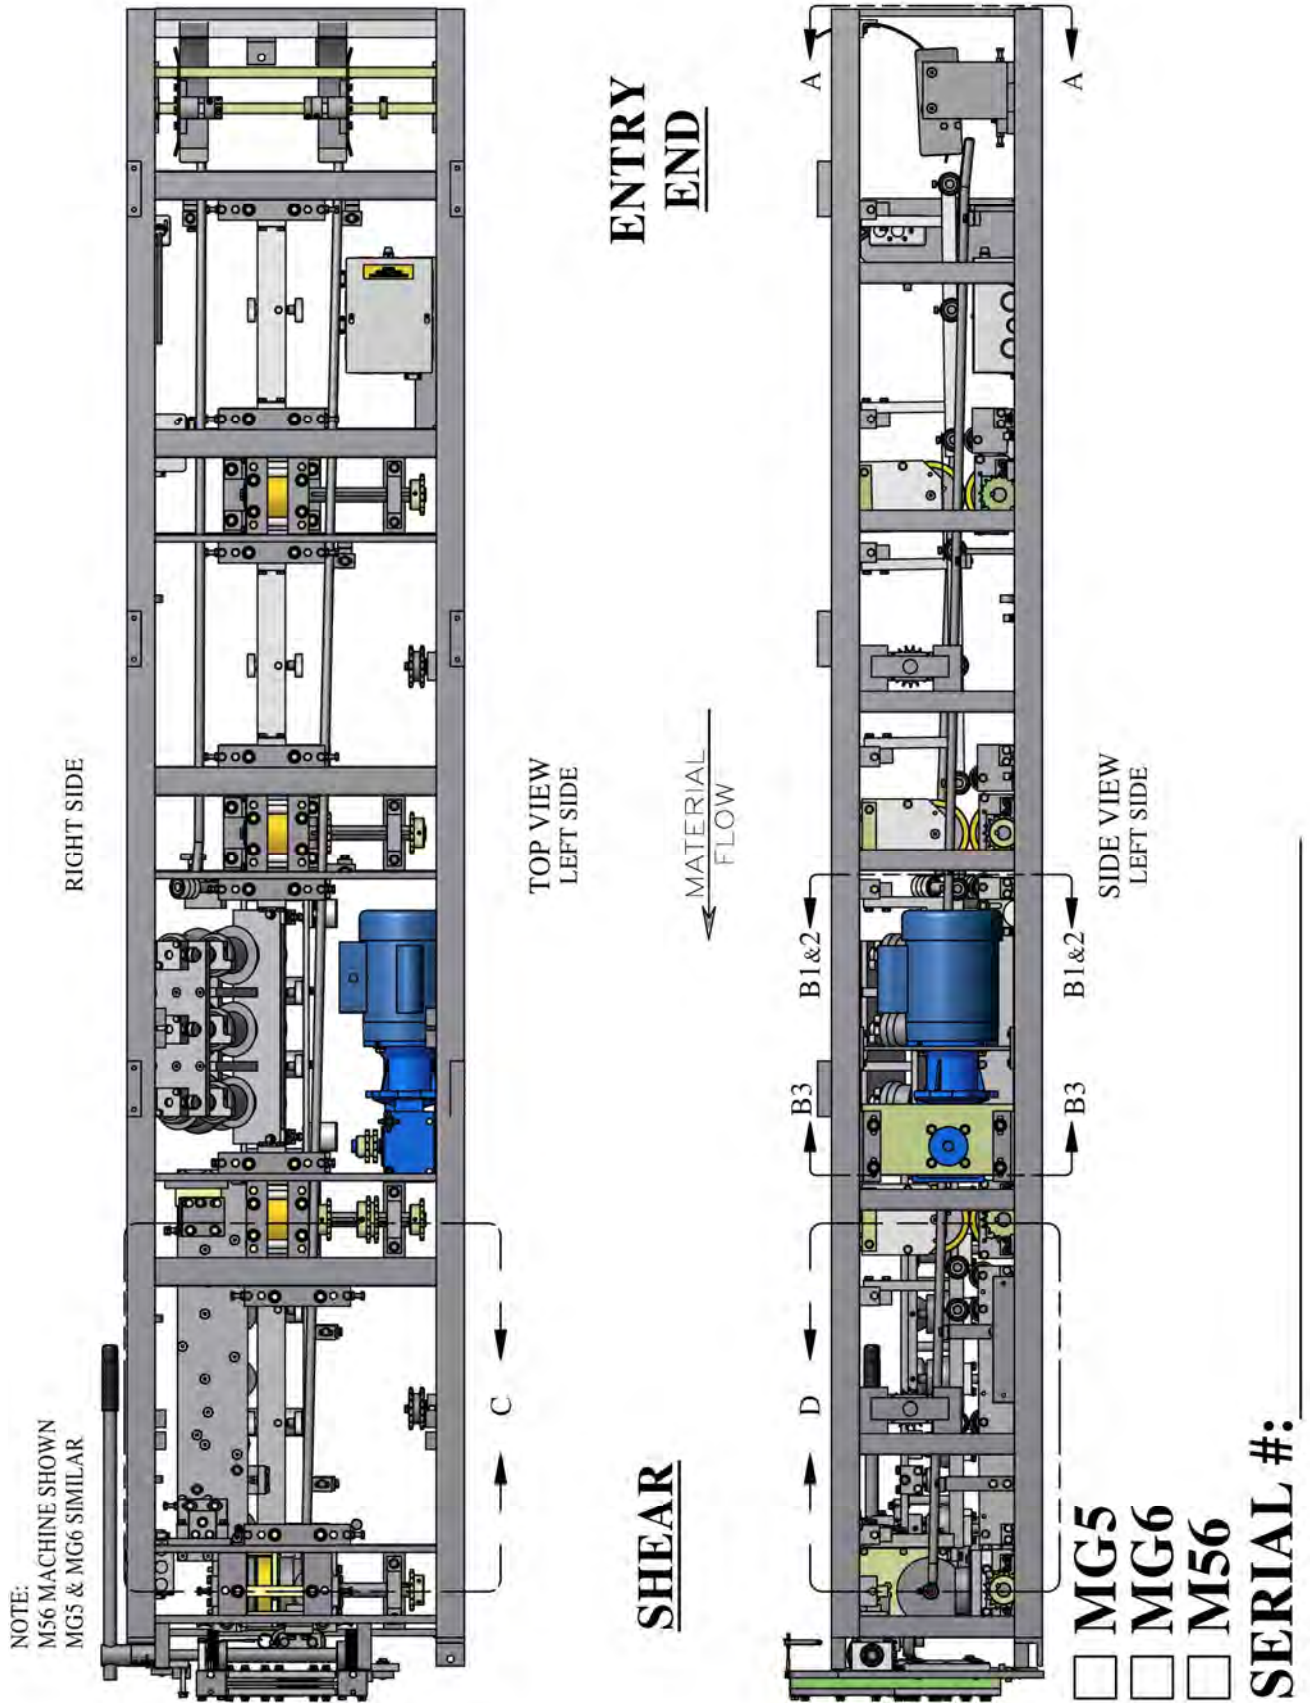 NOTE:
M56 MACHINE SHOWN
MG5 & MG6 SIMILAR
RIGHT SIDE
C
TOP VIEW
LEFT SIDE
SHEAR
MATERIAL
FLOW
ENTRY
END
D
B3
B1&2
A
D
B3
B1&2
A
SIDE VIEW
LEFT SIDE
MG5
MG6
M56
SERIAL #: